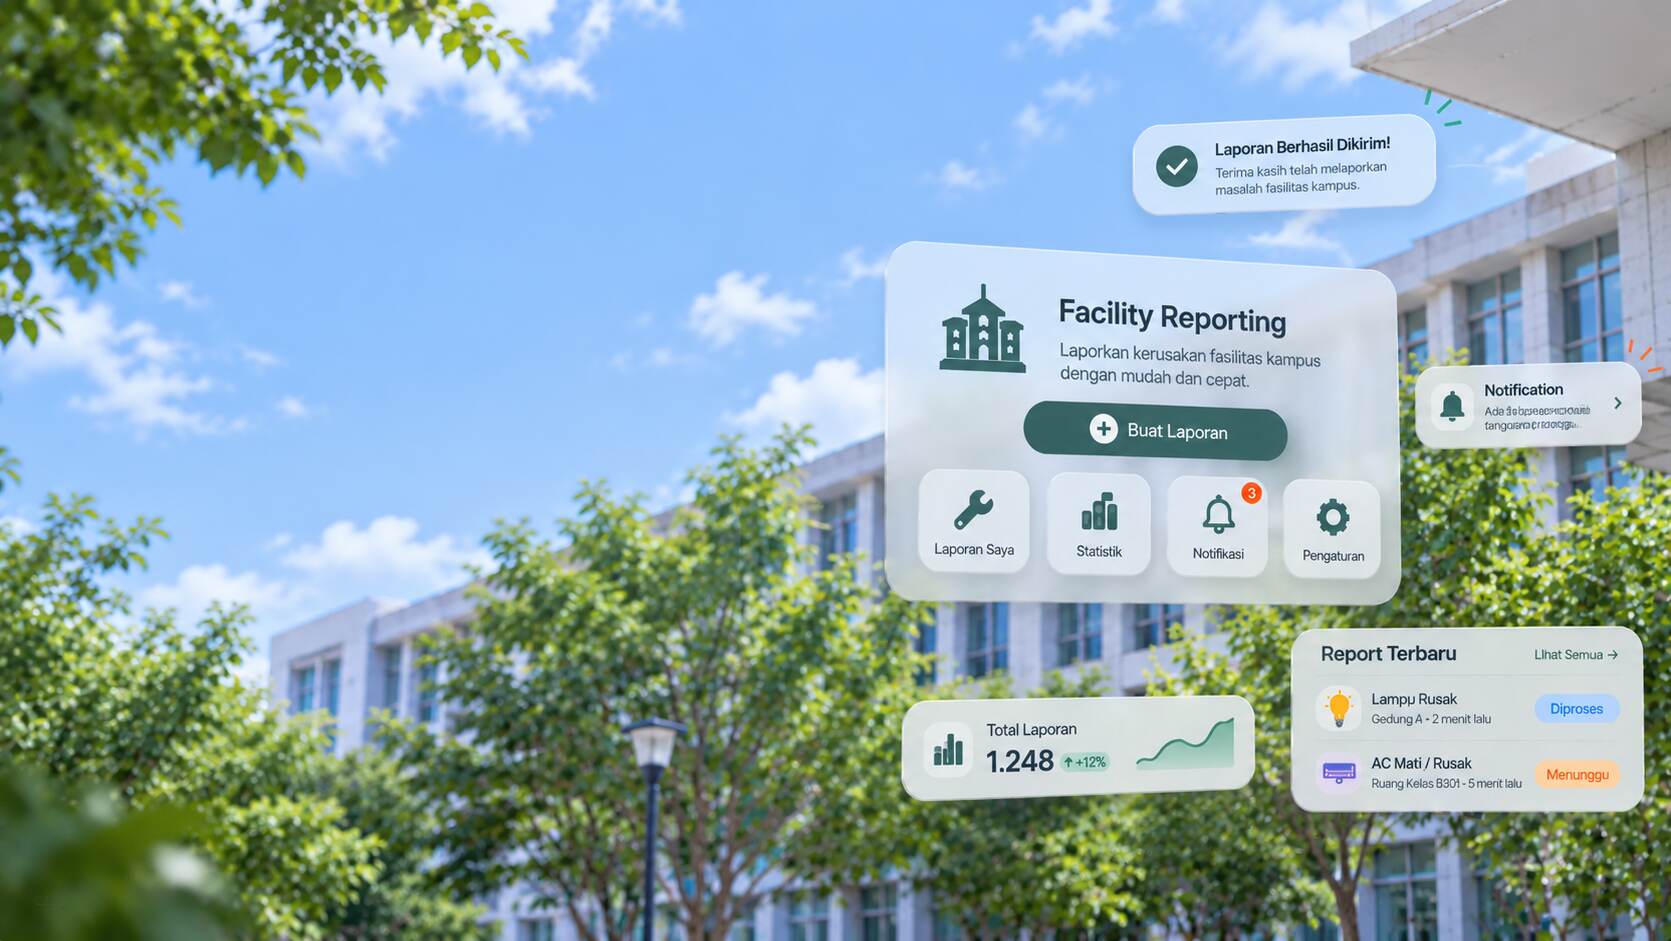 Laporan Berhasil Dikirim!
Terima kasih telah melaporkan
masalah fasilitas kampus.
Facility Reporting
Laporkan kerusakan fasilitas kampus
dengan mudah dan cepat.
Buat Laporan
Laporan Saya
Statistik
3
Notifikasi
Pengaturan
Notification
Ada
Total Laporan
1.248
+12%
Report Terbaru
LIhat Semua →
Lampu Rusak
Gedung A - 2 menit lalu
Diproses
AC Mati / Rusak
Ruang Kelas B301 - 5 menit lalu
Menunggu